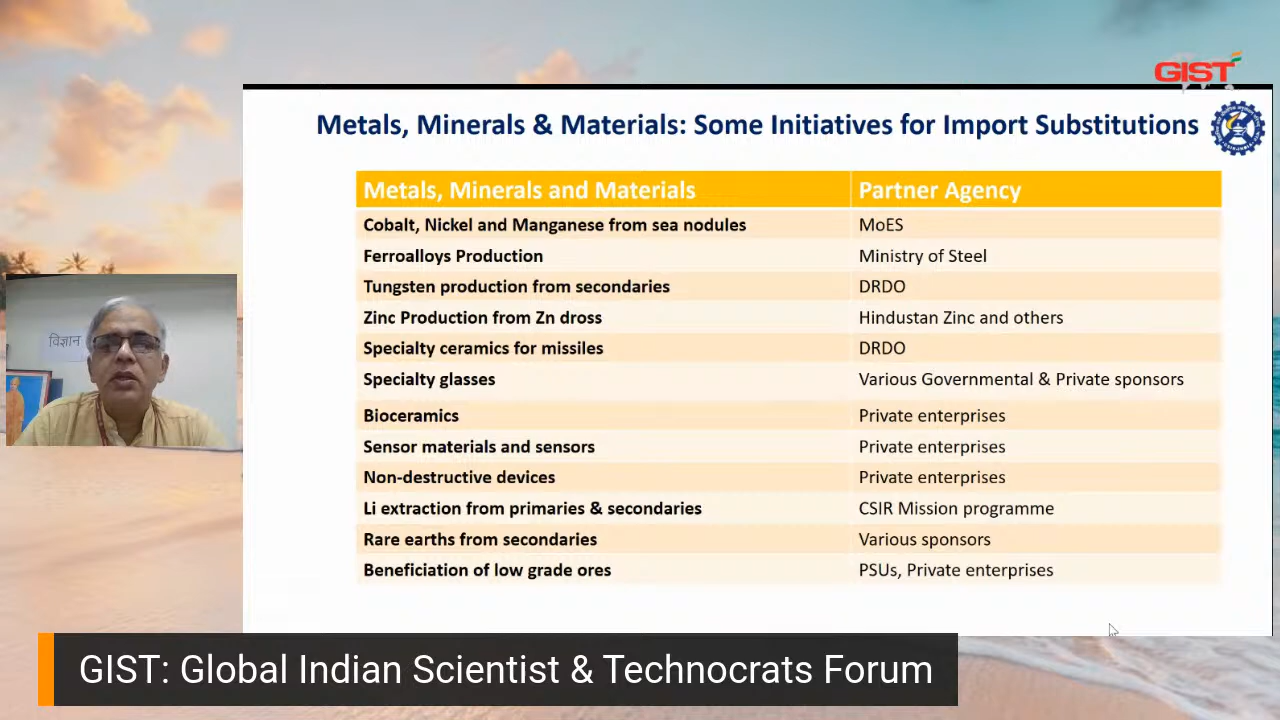 GIST
Metals, Minerals & Materials: Some Initiatives for Import Substitutions
Metals, Minerals and Materials Partner Agency
Cobalt, Nickel and Manganese from sea nodules MoES
Ferroalloys Production Ministry of Steel
Tungsten production from secondaries DRDO
Zinc Production from Zn dross Hindustan Zinc and others
Specialty ceramics for missiles DRDO
Specialty glasses Various Governmental & Private sponsors
Bioceramics Private enterprises
Sensor materials and sensors Private enterprises
Non-destructive devices Private enterprises
Li extraction from primaries & secondaries CSIR Mission programme
Rare earths from secondaries Various sponsors
Beneficiation of low grade ores PSUs, Private enterprises
विज्ञान
GIST: Global Indian Scientist & Technocrats Forum